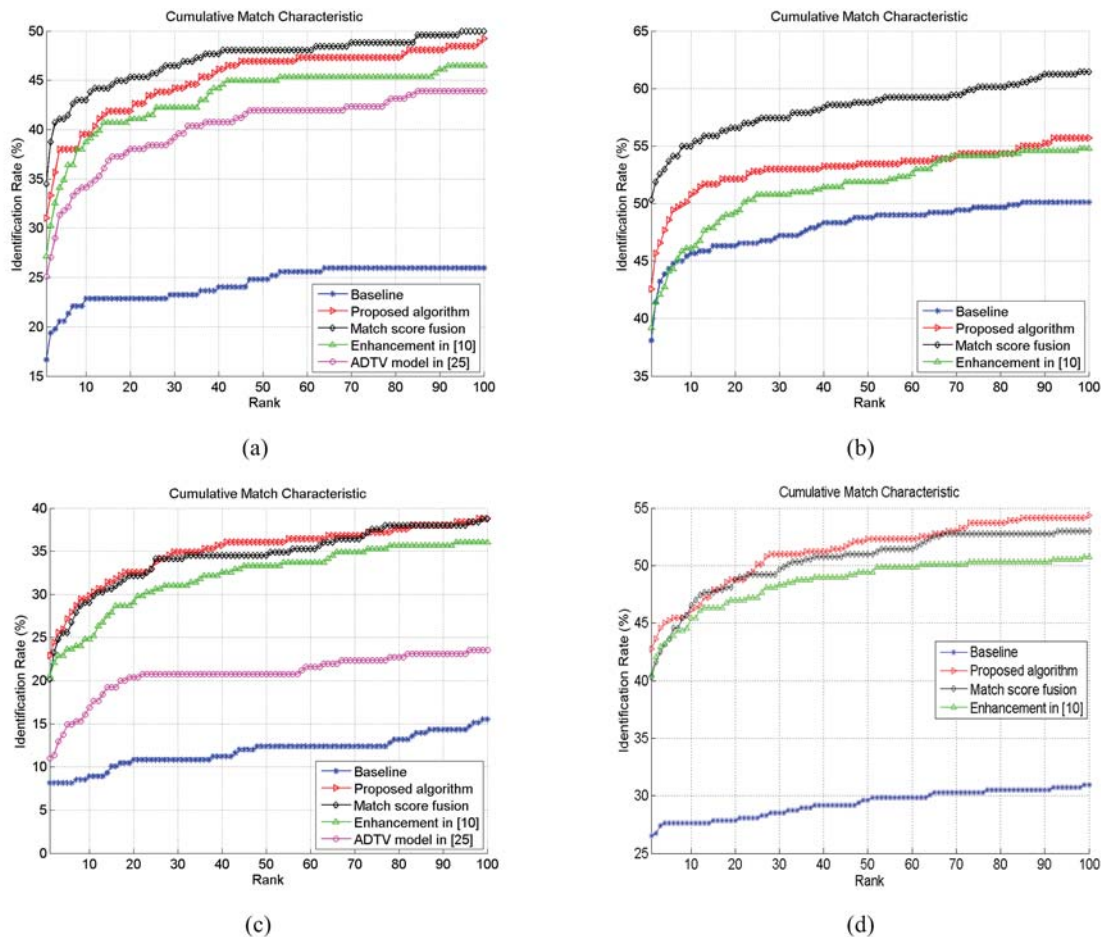 Cumulative Match Characteristic
50
45
40
35
30
25
20
15
Identification Rate (%)
10 20 30 40 50 60 70 80 90 100
Rank
Baseline
Proposed algorithm
Match score fusion
Enhancement in [10]
ADTV model in [25]
(a)
Cumulative Match Characteristic
65
60
55
50
45
40
35
Identification Rate (%)
10 20 30 40 50 60 70 80 90 100
Rank
Baseline
Proposed algorithm
Match score fusion
Enhancement in [10]
(b)
Cumulative Match Characteristic
40
35
30
25
20
15
10
5
0
Identification Rate (%)
10 20 30 40 50 60 70 80 90 100
Rank
Baseline
Proposed algorithm
Match score fusion
Enhancement in [10]
ADTV model in [25]
(c)
Cumulative Match Characteristic
55
50
45
40
35
30
25
Identification Rate (%)
10 20 30 40 50 60 70 80 90 100
Rank
Baseline
Proposed algorithm
Match score fusion
Enhancement in [10]
(d)